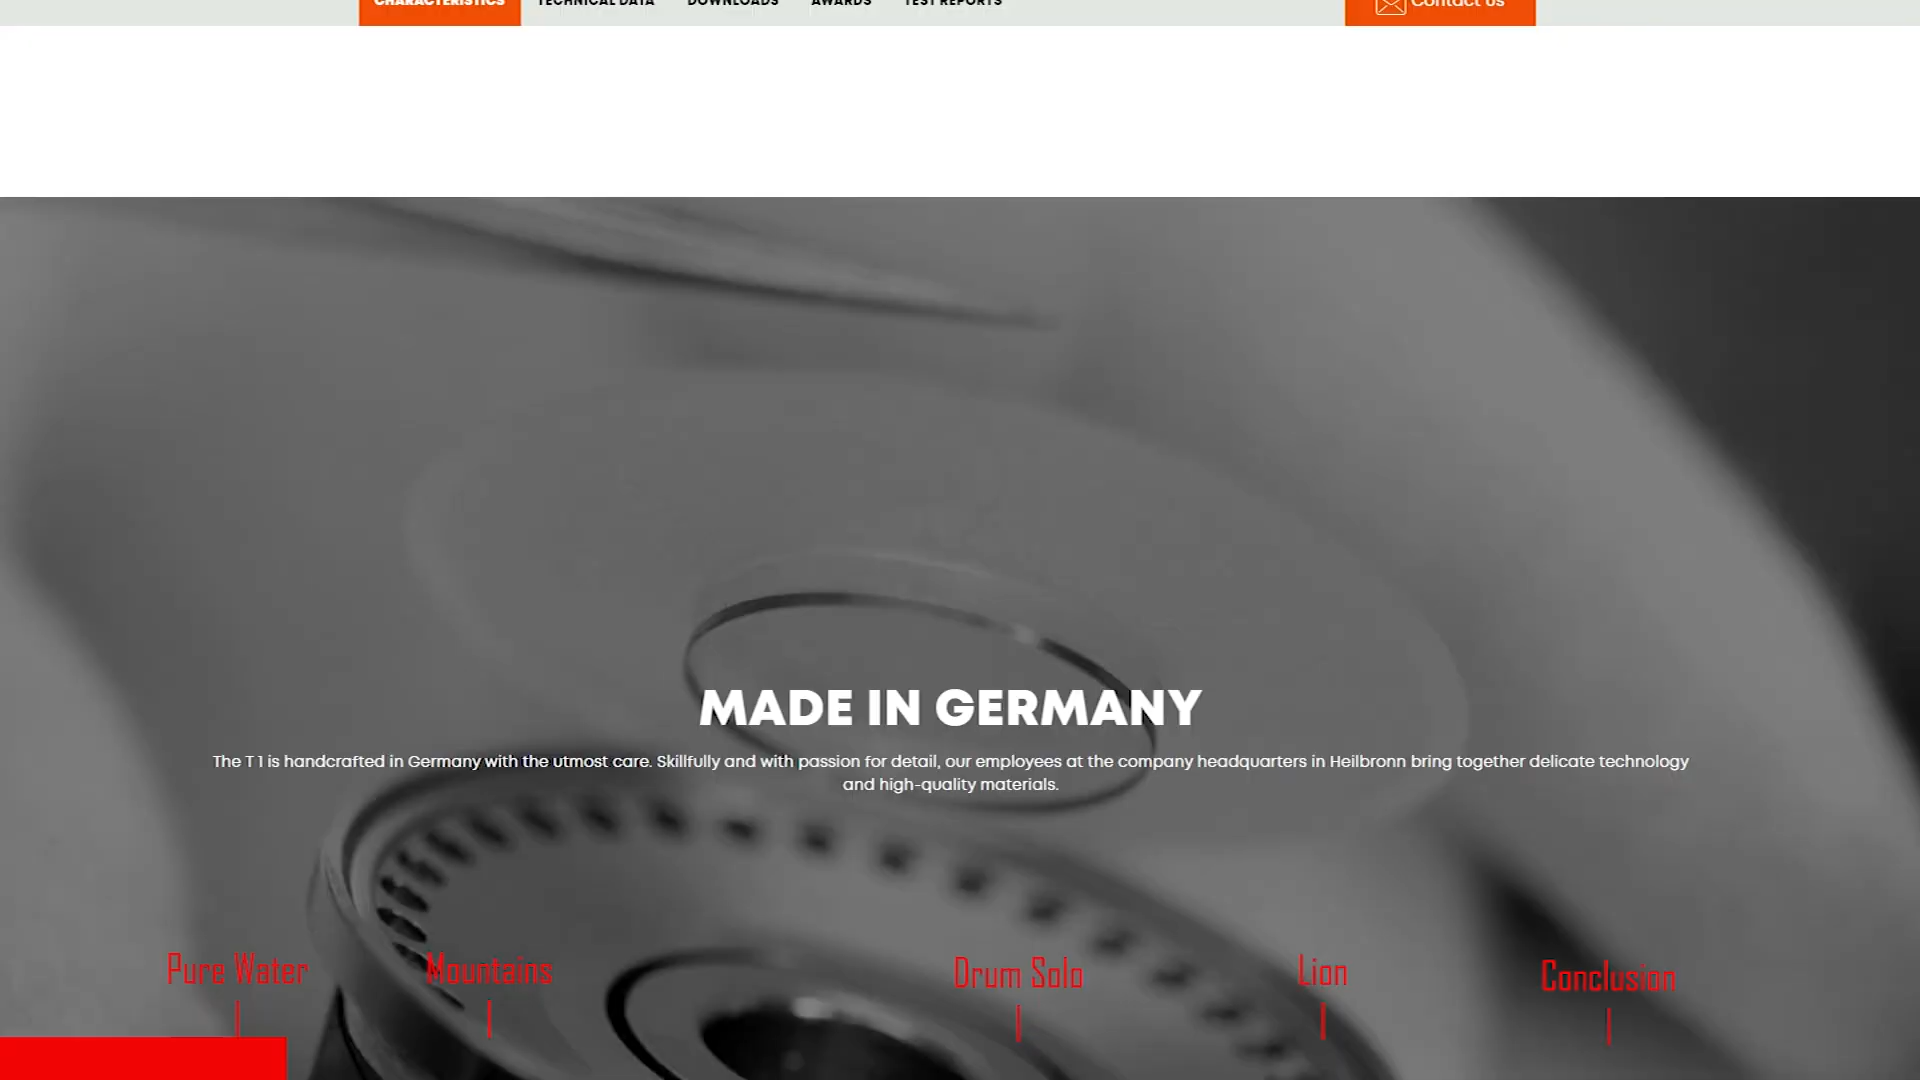 CHARACTERISTICS TECHNICAL DATA DOWNLOADS AWARDS TEST REPORTS Contact us
MADE IN GERMANY
The T 1 is handcrafted in Germany with the utmost care. Skillfully and with passion for detail, our employees at the company headquarters in Heilbronn bring together delicate technology
and high-quality materials.
Pure Water Mountains Drum Solo Lion Conclusion